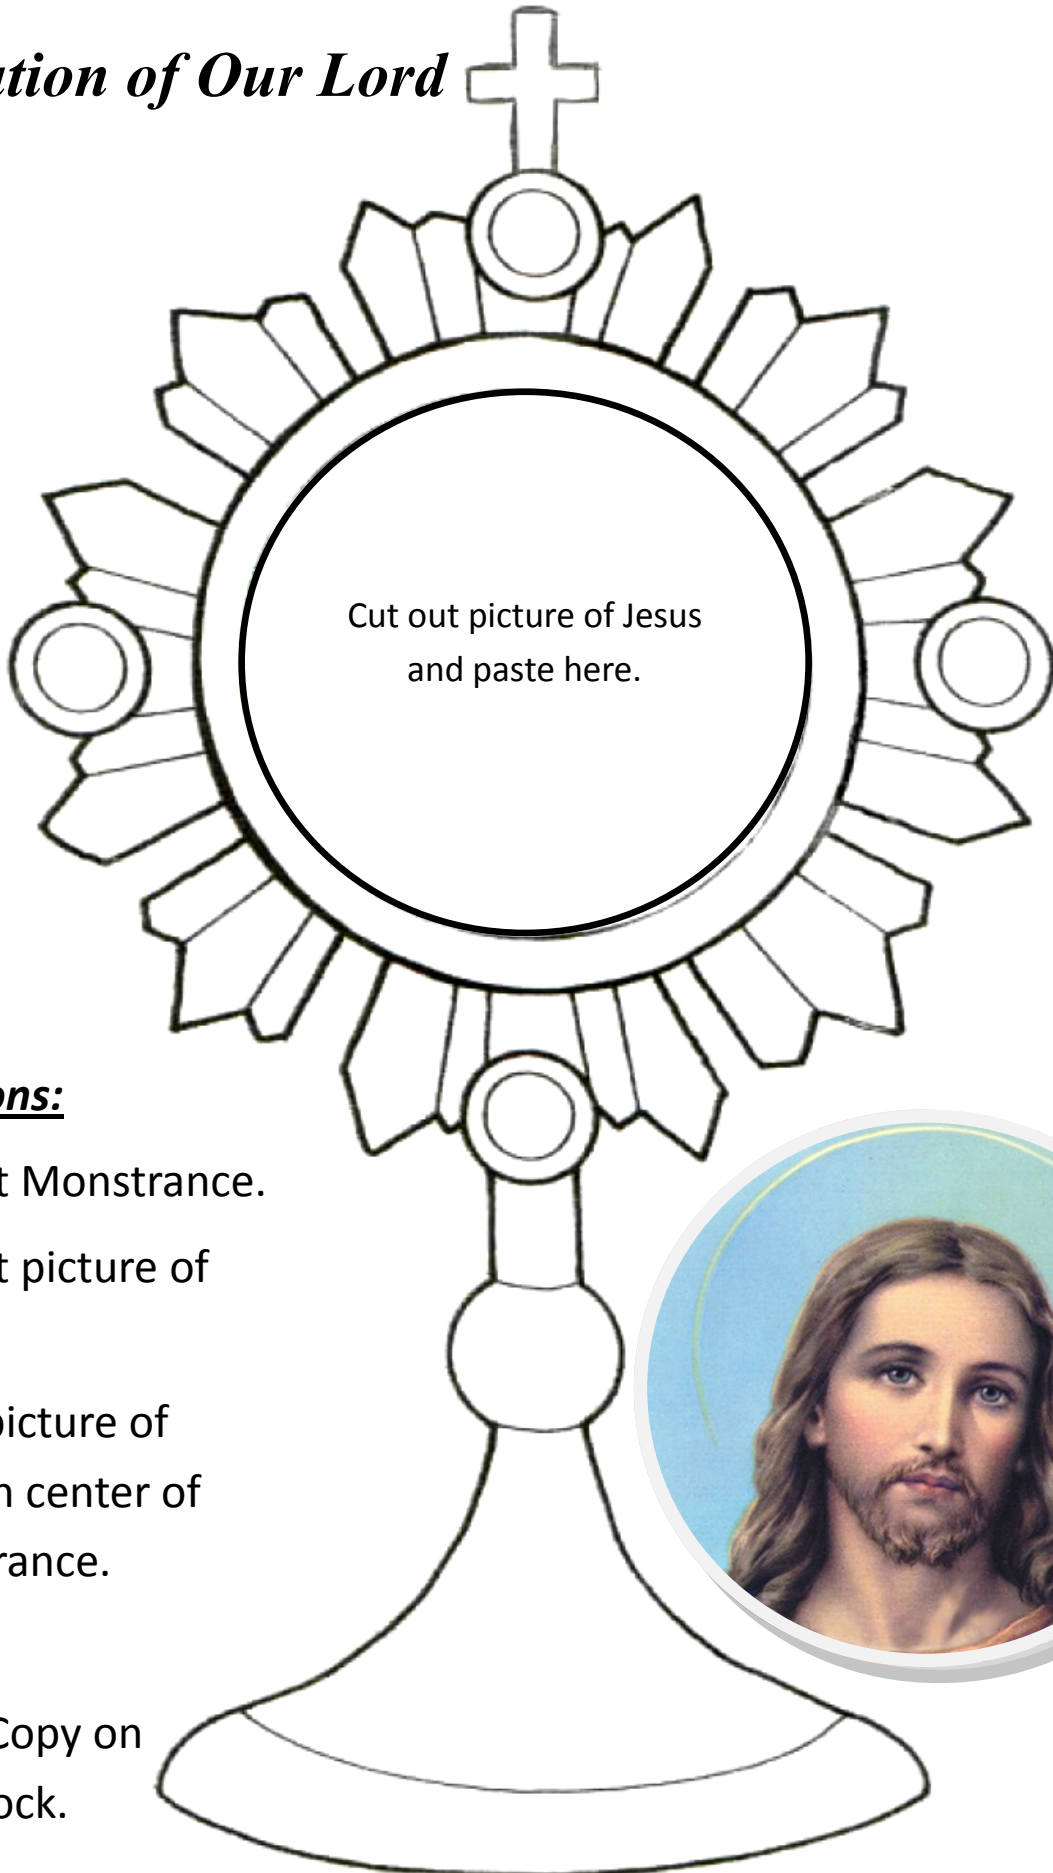 ation of Our Lord
Cut out picture of Jesus
and paste here.
ons:
t Monstrance.
t picture of
picture of
n center of
rance.
Copy on
ock.